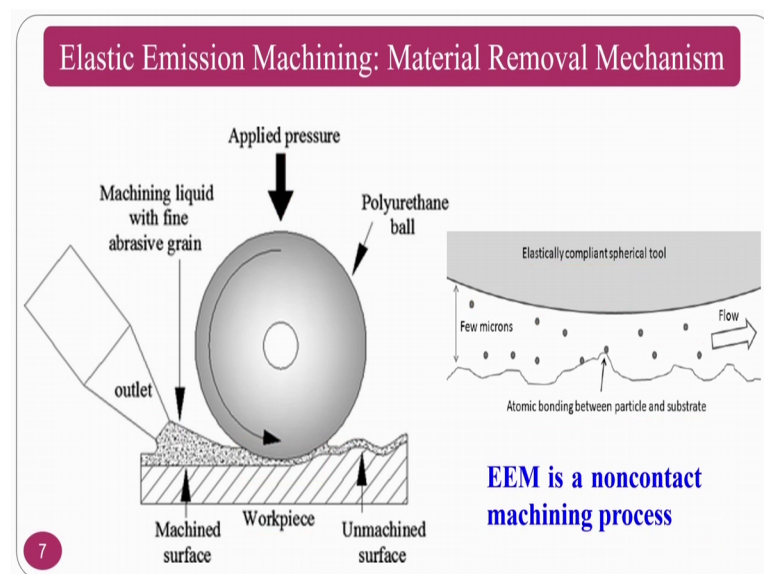 Elastic Emission Machining: Material Removal Mechanism
Applied pressure
Machining liquid
with fine
abrasive grain
Polyurethane
ball
outlet
Machined
surface
Workpiece
Unmachined
surface
Elastically compliant spherical tool
Few microns
Flow
Atomic bonding between particle and substrate
EEM is a noncontact
machining process
7